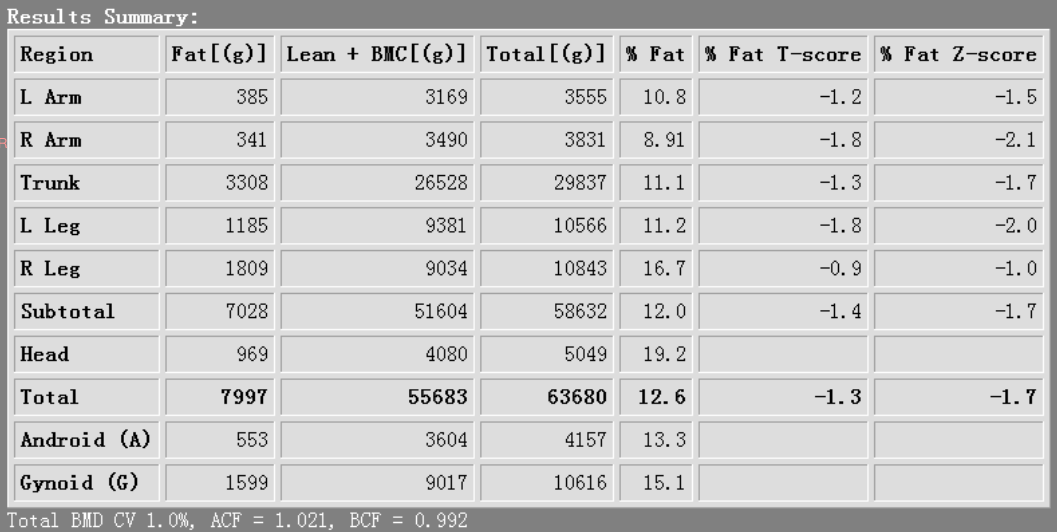 Results Summary:
Region Fat[(g)] Lean + BMC[(g)] Total[(g)] % Fat % Fat T-score % Fat Z-score
L Arm 385 3169 3555 10.8 -1.2 -1.5
R Arm 341 3490 3831 8.91 -1.8 -2.1
Trunk 3308 26528 29837 11.1 -1.3 -1.7
L Leg 1185 9381 10566 11.2 -1.8 -2.0
R Leg 1809 9034 10843 16.7 -0.9 -1.0
Subtotal 7028 51604 58632 12.0 -1.4 -1.7
Head 969 4080 5049 19.2
Total 7997 55683 63680 12.6 -1.3 -1.7
Android (A) 553 3604 4157 13.3
Gynoid (G) 1599 9017 10616 15.1
Total BMD CV 1.0%, ACF = 1.021, BCF = 0.992